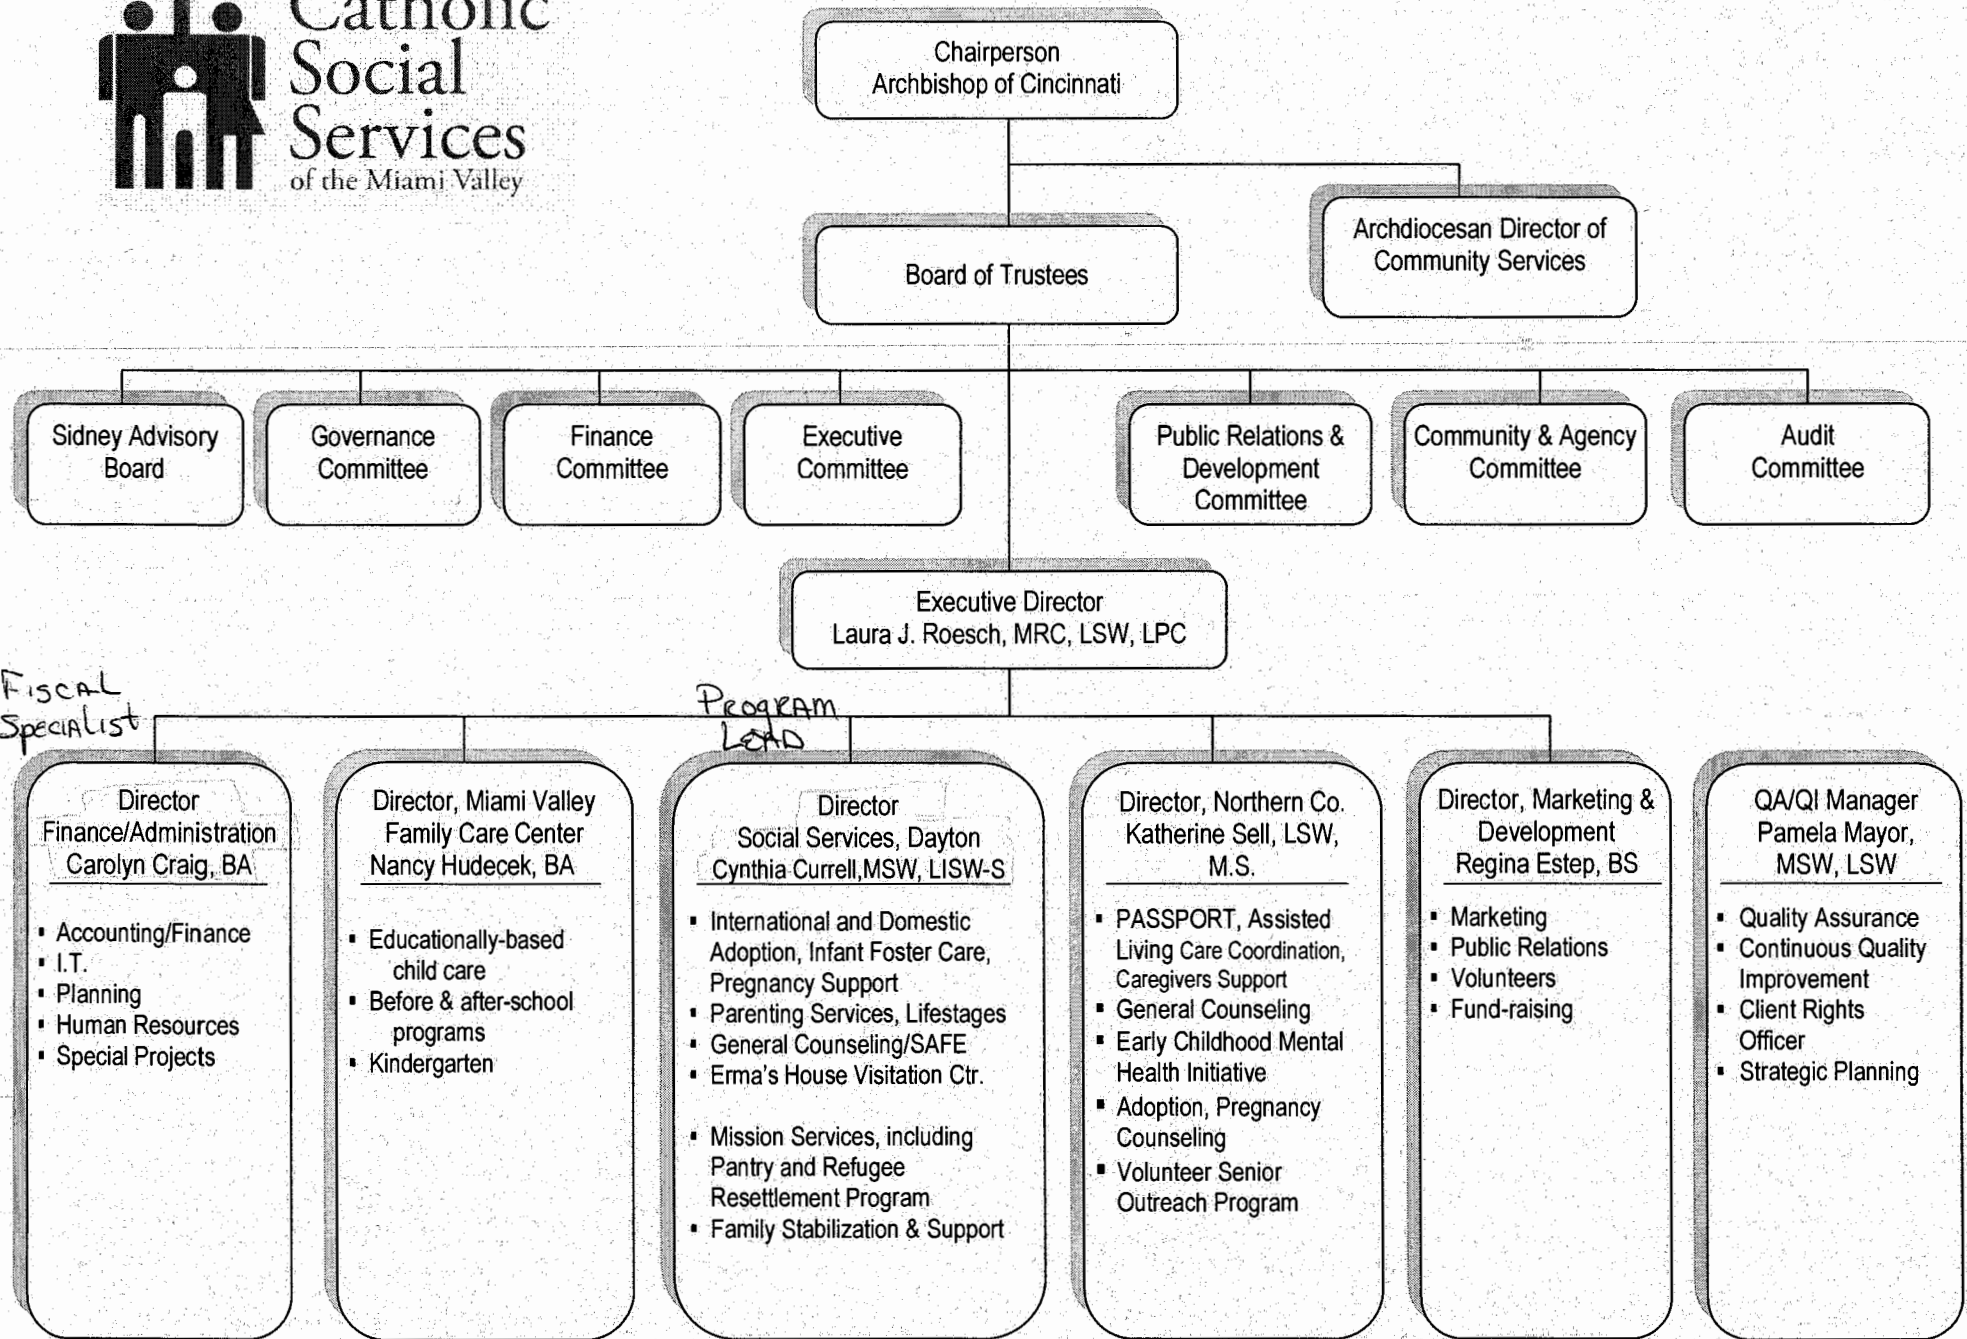 Catholic
Social
Services
of the Miami Valley
Chairperson
Archbishop of Cincinnati
Archdiocesan Director of
Community Services
Board of Trustees
Sidney Advisory
Board
Governance
Committee
Finance
Committee
Executive
Committee
Public Relations &
Development
Committee
Community & Agency
Committee
Audit
Committee
Executive Director
Laura J. Roesch, MRC, LSW, LPC
Fiscal
Specialist
Program
Lead
Director
Finance/Administration
Carolyn Craig, BA
▪ Accounting/Finance
▪ I.T.
▪ Planning
▪ Human Resources
▪ Special Projects
Director, Miami Valley
Family Care Center
Nancy Hudecek, BA
▪ Educationally-based
child care
▪ Before & after-school
programs
▪ Kindergarten
Director
Social Services, Dayton
Cynthia Currell,MSW, LISW-S
▪ International and Domestic
Adoption, Infant Foster Care,
Pregnancy Support
▪ Parenting Services, Lifestages
▪ General Counseling/SAFE
▪ Erma's House Visitation Ctr.
▪ Mission Services, including
Pantry and Refugee
Resettlement Program
▪ Family Stabilization & Support
Director, Northern Co.
Katherine Sell, LSW,
M.S.
▪ PASSPORT, Assisted
Living Care Coordination,
Caregivers Support
▪ General Counseling
▪ Early Childhood Mental
Health Initiative
▪ Adoption, Pregnancy
Counseling
▪ Volunteer Senior
Outreach Program
Director, Marketing &
Development
Regina Estep, BS
▪ Marketing
▪ Public Relations
▪ Volunteers
▪ Fund-raising
QA/QI Manager
Pamela Mayor,
MSW, LSW
▪ Quality Assurance
▪ Continuous Quality
Improvement
▪ Client Rights
Officer
▪ Strategic Planning